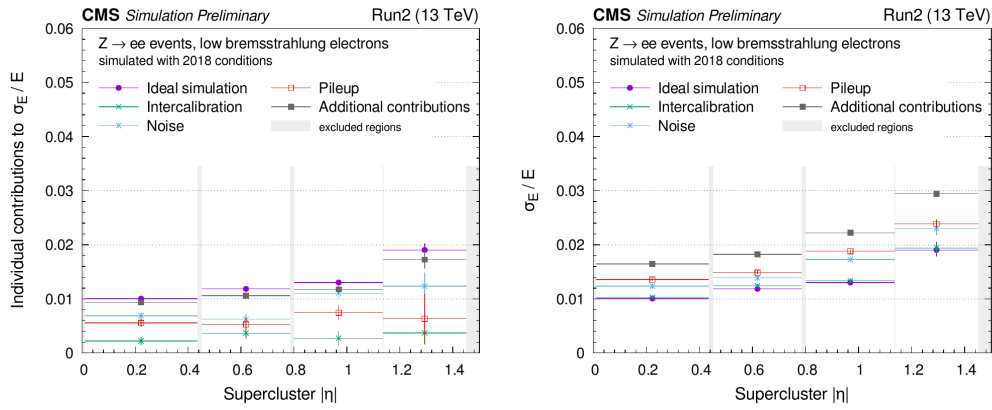 CMS Simulation Preliminary Run2 (13 TeV)
0.06
0.05
0.04
0.03
0.02
0.01
0
Individual contributions to σE / E
Z → ee events, low bremsstrahlung electrons
simulated with 2018 conditions
Ideal simulation
Intercalibration
Noise
Pileup
Additional contributions
excluded regions
0 0.2 0.4 0.6 0.8 1 1.2 1.4
Supercluster |η|
CMS Simulation Preliminary Run2 (13 TeV)
0.06
0.05
0.04
0.03
0.02
0.01
0
σE / E
Z → ee events, low bremsstrahlung electrons
simulated with 2018 conditions
Ideal simulation
Intercalibration
Noise
Pileup
Additional contributions
excluded regions
0 0.2 0.4 0.6 0.8 1 1.2 1.4
Supercluster |η|